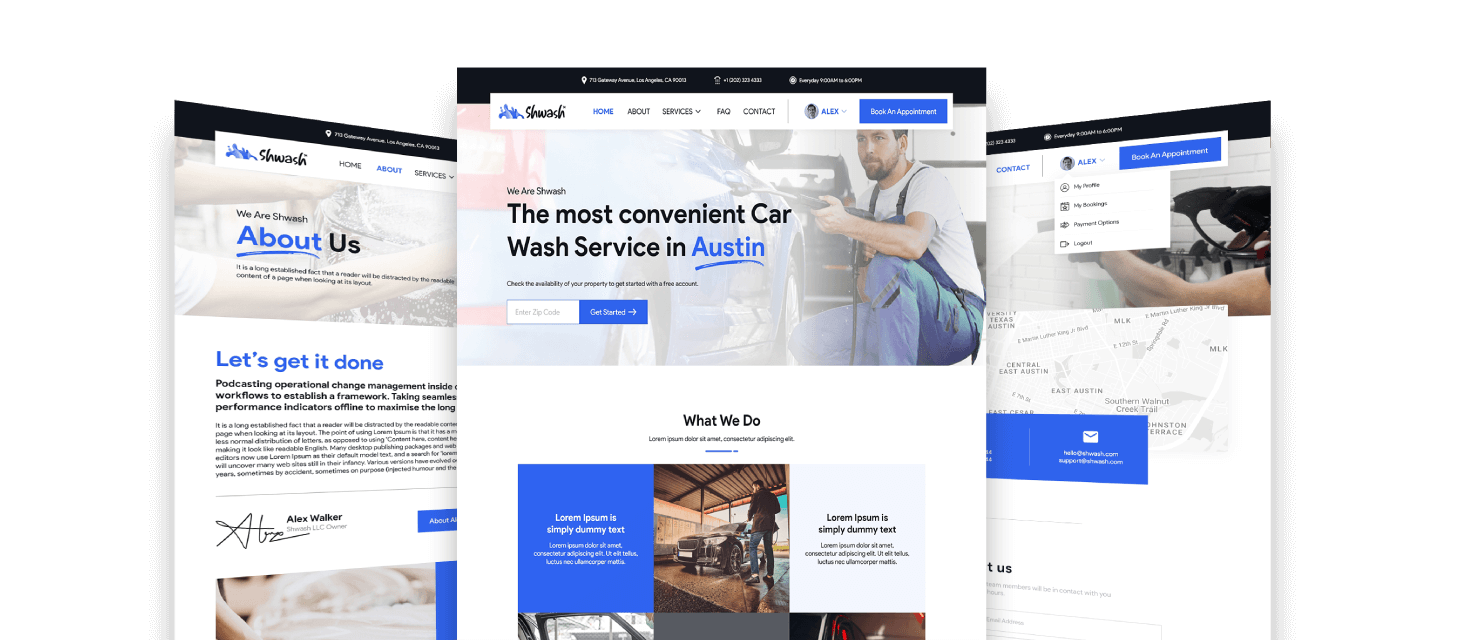 713 Gateway Avenue, Los Angeles, CA 90013
Shwash
HOME
ABOUT
SERVICES
We Are Shwash
About Us
It is a long established fact that a reader will be distracted by the readable
content of a page when looking at its layout.
Let's get it done
Podcasting operational change management inside
workflows to establish a framework. Taking seamles
performance indicators offline to maximise the long
It is a long established fact that a reader will be distracted by the readable conte
page when looking at its layout. The point of using Lorem Ipsum is that it has a m
less normal distribution of letters, as opposed to using 'Content here, content he
making it look like readable English. Many desktop publishing packages and web
editors now use Lorem Ipsum as their default model text, and a search for 'lorem
will uncover many web sites still in their infancy. Various versions have evolved o
years, sometimes by accident, sometimes on purpose (injected humour and the
Alex Walker
Shwash LLC Owner
About Al
713 Gateway Avenue, Los Angeles, CA 90013
+1 (202) 323 4333
Everyday 9:00AM to 6:00PM
Shwash
HOME
ABOUT
SERVICES
FAQ
CONTACT
ALEX
Book An Appointment
We Are Shwash
The most convenient Car
Wash Service in Austin
Check the availability of your property to get started with a free account.
Enter Zip Code
Get Started
What We Do
Lorem ipsum dolor sit amet, consectetur adipiscing elit.
Lorem Ipsum is
simply dummy text
Lorem ipsum dolor sit amet,
consectetur adipiscing elit. Ut elit tellus,
luctus nec ullamcorper mattis.
Lorem Ipsum is
simply dummy text
Lorem ipsum dolor sit amet,
consectetur adipiscing elit. Ut elit tellus,
luctus nec ullamcorper mattis.
02) 323 4333
Everyday 9:00AM to 6:00PM
CONTACT
ALEX
Book An Appointment
My Profile
My Bookings
Payment Options
Logout
VERSITY
TEXAS
AUSTIN
E Martin Luther King Jr Blvd
MLK
E Martin Luther King Jr Blvd
E 12th St
Springdale Rd
MLK
CENTRAL
EAST AUSTIN
EAST AUSTIN
E 7th St
Southern Walnut
Creek Trail
EAST CESAR
JOHNSTON
TERRACE
hello@shwash.com
support@shwash.com
t us
team members will be in contact with you
hours.
Email Address